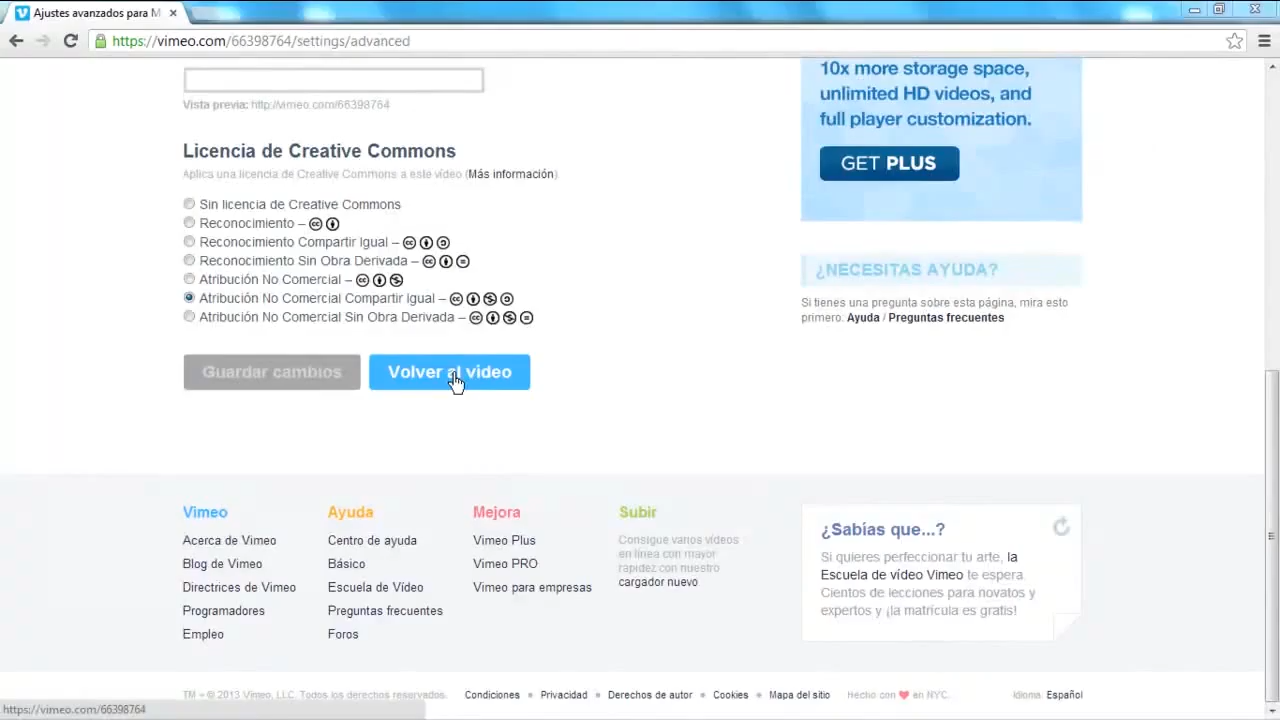 Ajustes avanzados para M
https://vimeo.com/66398764/settings/advanced
Vista previa: http://vimeo.com/66398764
Licencia de Creative Commons
Aplica una licencia de Creative Commons a este vídeo (Más información)
Sin licencia de Creative Commons
Reconocimiento –
Reconocimiento Compartir Igual –
Reconocimiento Sin Obra Derivada –
Atribución No Comercial –
Atribución No Comercial Compartir Igual –
Atribución No Comercial Sin Obra Derivada –
Guardar cambios
Volver al video
10x more storage space,
unlimited HD videos, and
full player customization.
GET PLUS
¿NECESITAS AYUDA?
Si tienes una pregunta sobre esta página, mira esto
primero: Ayuda / Preguntas frecuentes
Vimeo
Acerca de Vimeo
Blog de Vimeo
Directrices de Vimeo
Programadores
Empleo
Ayuda
Centro de ayuda
Básico
Escuela de Vídeo
Preguntas frecuentes
Foros
Mejora
Vimeo Plus
Vimeo PRO
Vimeo para empresas
Subir
Consigue varios vídeos
en línea con mayor
rapidez con nuestro
cargador nuevo
¿Sabías que...?
Si quieres perfeccionar tu arte, la
Escuela de vídeo Vimeo te espera.
Cientos de lecciones para novatos y
expertos y ¡la matrícula es gratis!
TM + © 2013 Vimeo, LLC. Todos los derechos reservados.
Condiciones
Privacidad
Derechos de autor
Cookies
Mapa del sitio
Hecho con ♥ en NYC.
Idioma: Español
https://vimeo.com/66398764